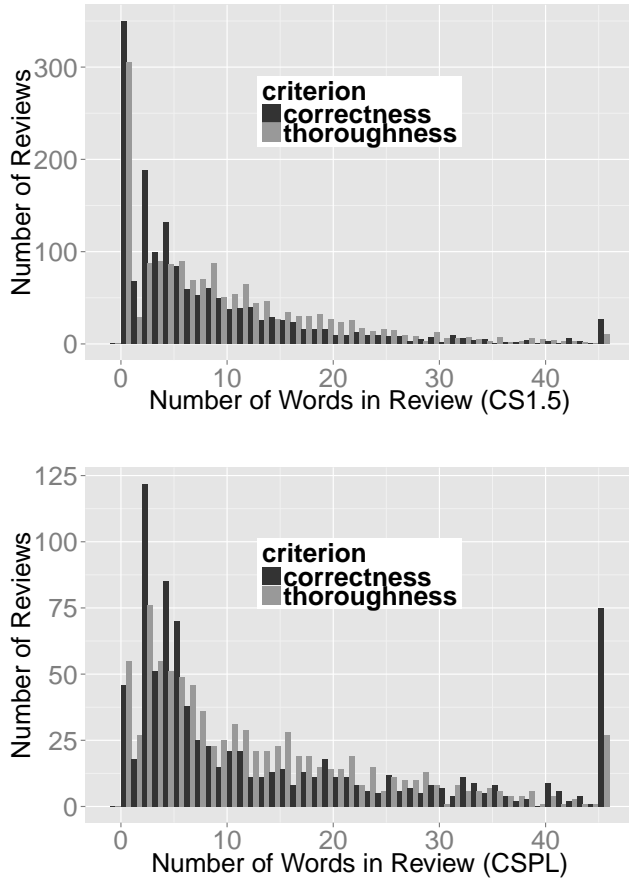 Number of Reviews
300
200
100
0
criterion
correctness
thoroughness
0 10 20 30 40
Number of Words in Review (CS1.5)
Number of Reviews
125
100
75
50
25
0
criterion
correctness
thoroughness
0 10 20 30 40
Number of Words in Review (CSPL)